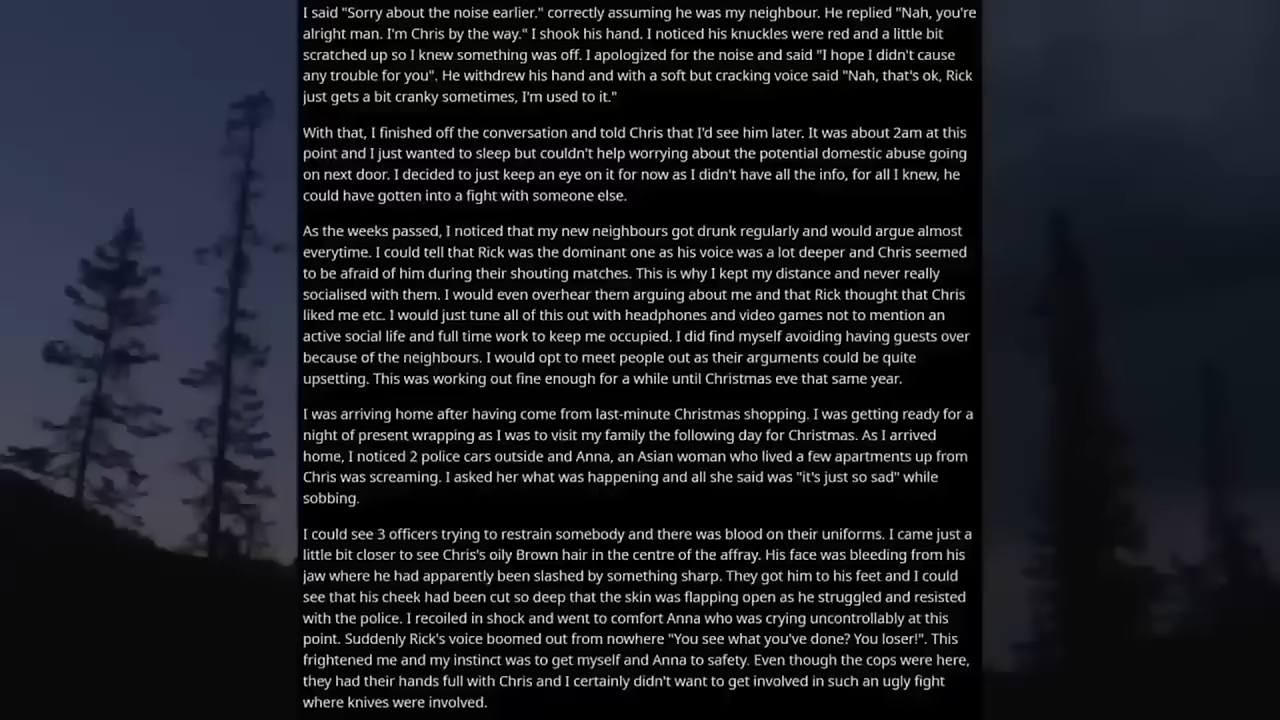 I said "Sorry about the noise earlier." correctly assuming he was my neighbour. He replied "Nah, you're
alright man. I'm Chris by the way." I shook his hand. I noticed his knuckles were red and a little bit
scratched up so I knew something was off. I apologized for the noise and said "I hope I didn't cause
any trouble for you". He withdrew his hand and with a soft but cracking voice said "Nah, that's ok, Rick
just gets a bit cranky sometimes, I'm used to it."
With that, I finished off the conversation and told Chris that I'd see him later. It was about 2am at this
point and I just wanted to sleep but couldn't help worrying about the potential domestic abuse going
on next door. I decided to just keep an eye on it for now as I didn't have all the info, for all I knew, he
could have gotten into a fight with someone else.
As the weeks passed, I noticed that my new neighbours got drunk regularly and would argue almost
everytime. I could tell that Rick was the dominant one as his voice was a lot deeper and Chris seemed
to be afraid of him during their shouting matches. This is why I kept my distance and never really
socialised with them. I would even overhear them arguing about me and that Rick thought that Chris
liked me etc. I would just tune all of this out with headphones and video games not to mention an
active social life and full time work to keep me occupied. I did find myself avoiding having guests over
because of the neighbours. I would opt to meet people out as their arguments could be quite
upsetting. This was working out fine enough for a while until Christmas eve that same year.
I was arriving home after having come from last-minute Christmas shopping. I was getting ready for a
night of present wrapping as I was to visit my family the following day for Christmas. As I arrived
home, I noticed 2 police cars outside and Anna, an Asian woman who lived a few apartments up from
Chris was screaming. I asked her what was happening and all she said was "it's just so sad" while
sobbing.
I could see 3 officers trying to restrain somebody and there was blood on their uniforms. I came just a
little bit closer to see Chris's oily Brown hair in the centre of the affray. His face was bleeding from his
jaw where he had apparently been slashed by something sharp. They got him to his feet and I could
see that his cheek had been cut so deep that the skin was flapping open as he struggled and resisted
with the police. I recoiled in shock and went to comfort Anna who was crying uncontrollably at this
point. Suddenly Rick's voice boomed out from nowhere "You see what you've done? You loser!". This
frightened me and my instinct was to get myself and Anna to safety. Even though the cops were here,
they had their hands full with Chris and I certainly didn't want to get involved in such an ugly fight
where knives were involved.